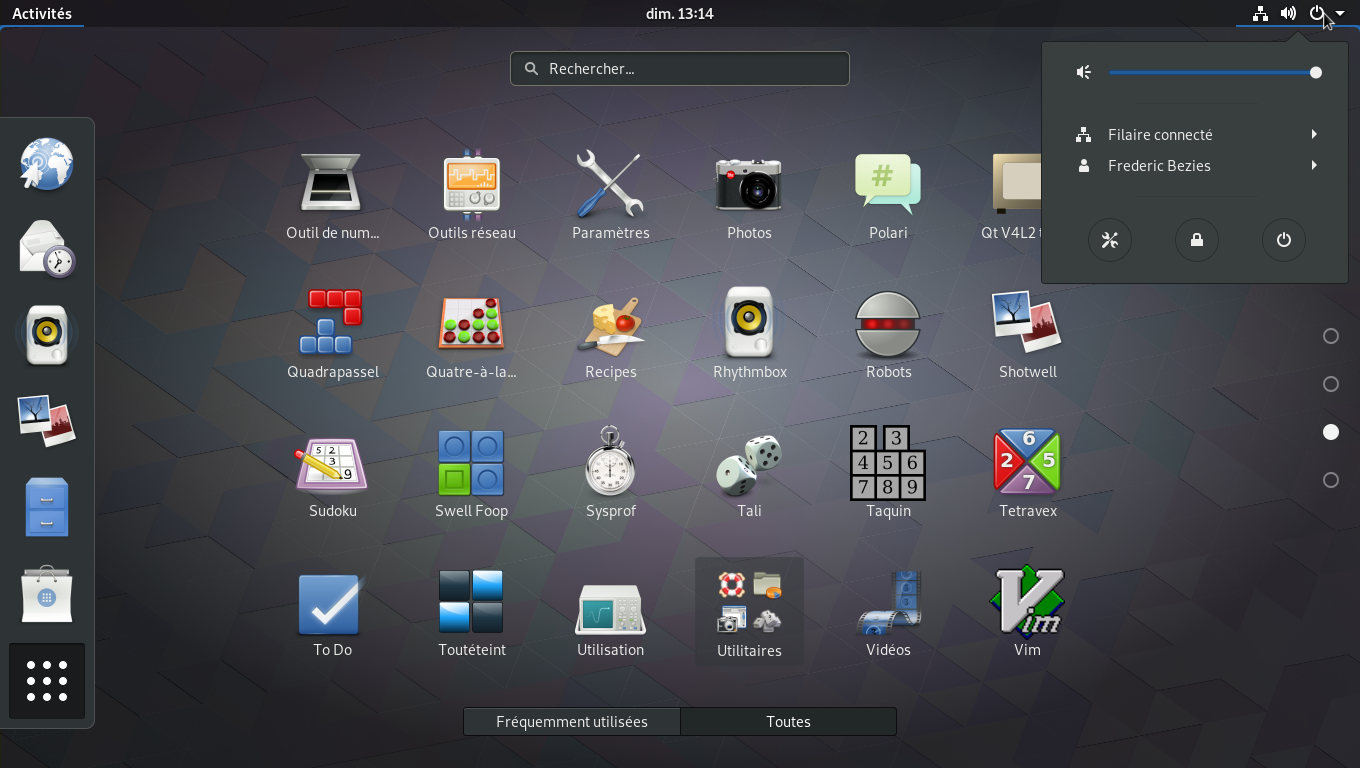 Activités
dim. 13:14
Rechercher...
Filaire connecté
Frederic Bezies
Outil de num...
Outils réseau
Paramètres
Photos
#
Polari
Qt V4L2 t
Quadrapassel
Quatre-à-la...
Recipes
Rhythmbox
Robots
Shotwell
5 2
3
9
Sudoku
Swell Foop
Sysprof
Tali
2 3
4 5 6
7 8 9
Taquin
6
2 5
7
Tetravex
To Do
Toutéteint
Utilisation
Utilitaires
Vidéos
Vim
Vim
Fréquemment utilisées
Toutes